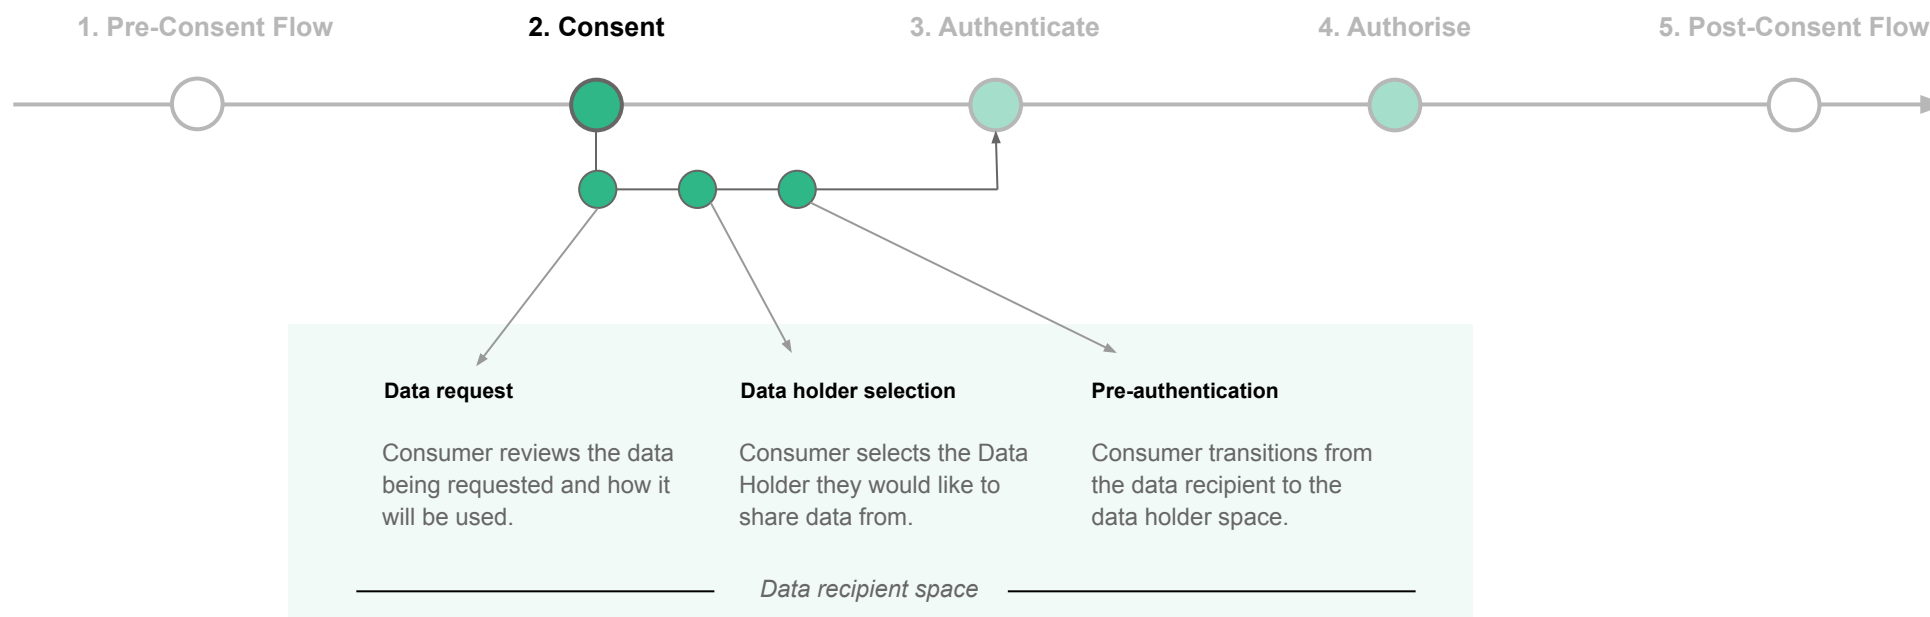 1. Pre-Consent Flow
2. Consent
3. Authenticate
4. Authorise
5. Post-Consent Flow
Data request
Consumer reviews the data
being requested and how it
will be used.
Data holder selection
Consumer selects the Data
Holder they would like to
share data from.
Pre-authentication
Consumer transitions from
the data recipient to the
data holder space.
Data recipient space